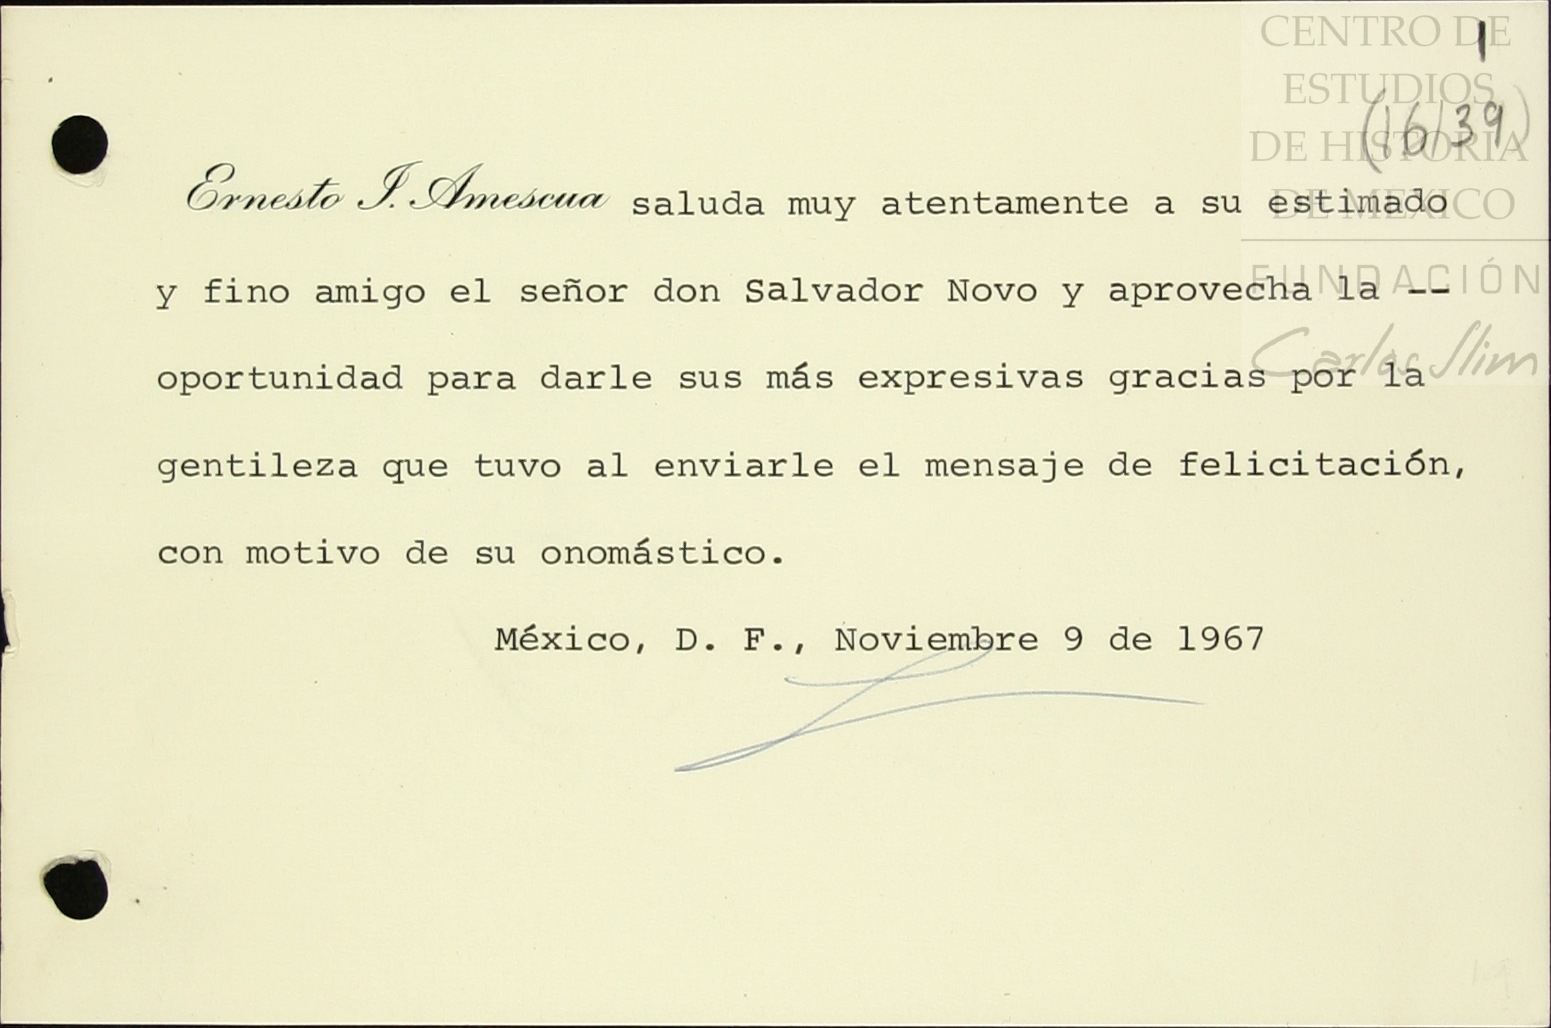 CENTRO DE
ESTUDIOS
DE HISTORIA
DE MÉXICO
FUNDACIÓN
Carlos Slim
1
(16/39)
Ernesto I. Amescua saluda muy atentamente a su estimado
y fino amigo el señor don Salvador Novo y aprovecha la --
oportunidad para darle sus más expresivas gracias por la
gentileza que tuvo al enviarle el mensaje de felicitación,
con motivo de su onomástico.
México, D. F., Noviembre 9 de 1967